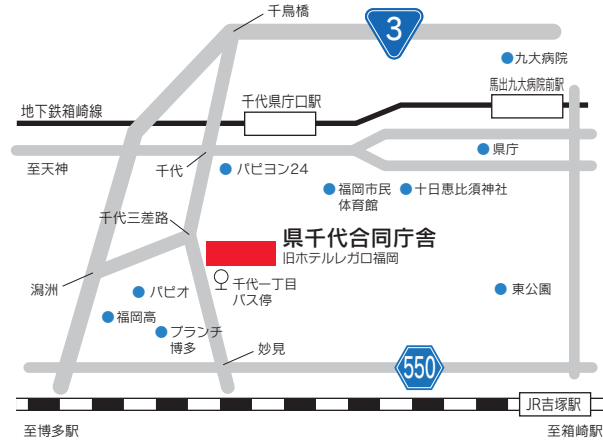 千鳥橋
3
九大病院
馬出九大病院前駅
千代県庁口駅
地下鉄箱崎線
県庁
至天神
千代
パピヨン24
福岡市民
体育館
十日恵比須神社
千代三差路
県千代合同庁舎
旧ホテルレガロ福岡
千代一丁目
バス停
潟洲
パピオ
東公園
福岡高
ブランチ
博多
妙見
550
JR吉塚駅
至博多駅
至箱崎駅